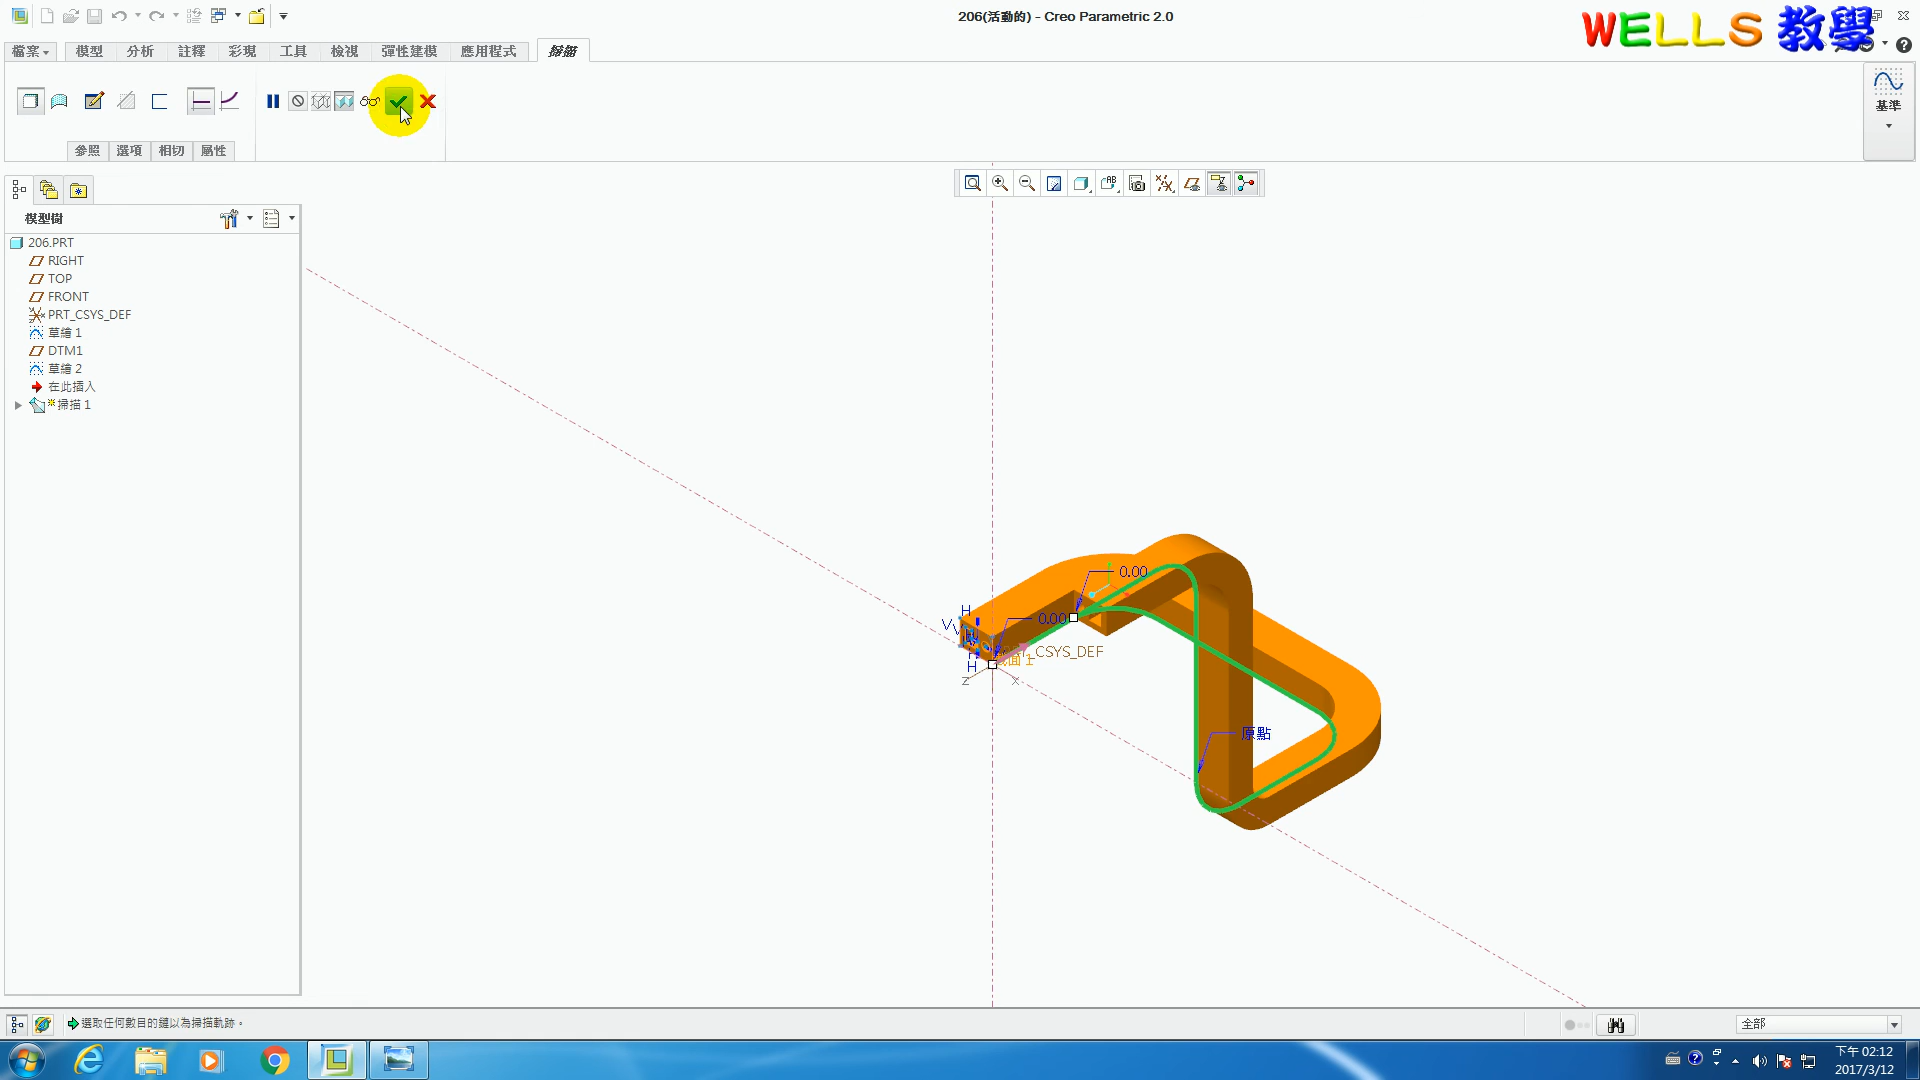 206(活動的) - Creo Parametric 2.0
WELLS 教學
檔案 模型 分析 註釋 彩現 工具 檢視 彈性建模 應用程式 掃描
基準
參照 選項 相切 屬性
模型樹
206.PRT
RIGHT
TOP
FRONT
PRT_CSYS_DEF
草繪 1
DTM1
草繪 2
在此插入
掃描 1
0.00
H
0.00
V
H
CSYS_DEF
H
Z
X
原點
選取任何數目的鏈以為掃描軌跡。
全部
下午 02:12
2017/3/12